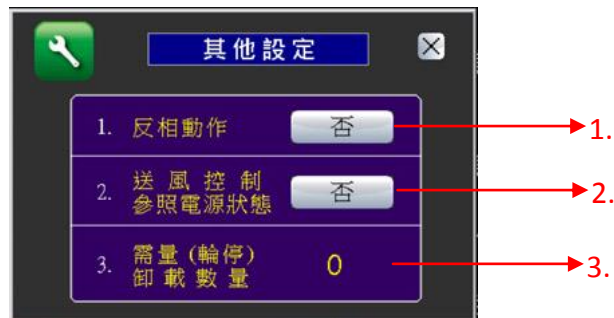 其他設定
1. 反相動作 否 1.
2. 送風控制 參照電源狀態 否 2.
3. 需量(輪停) 卸載數量 0 3.